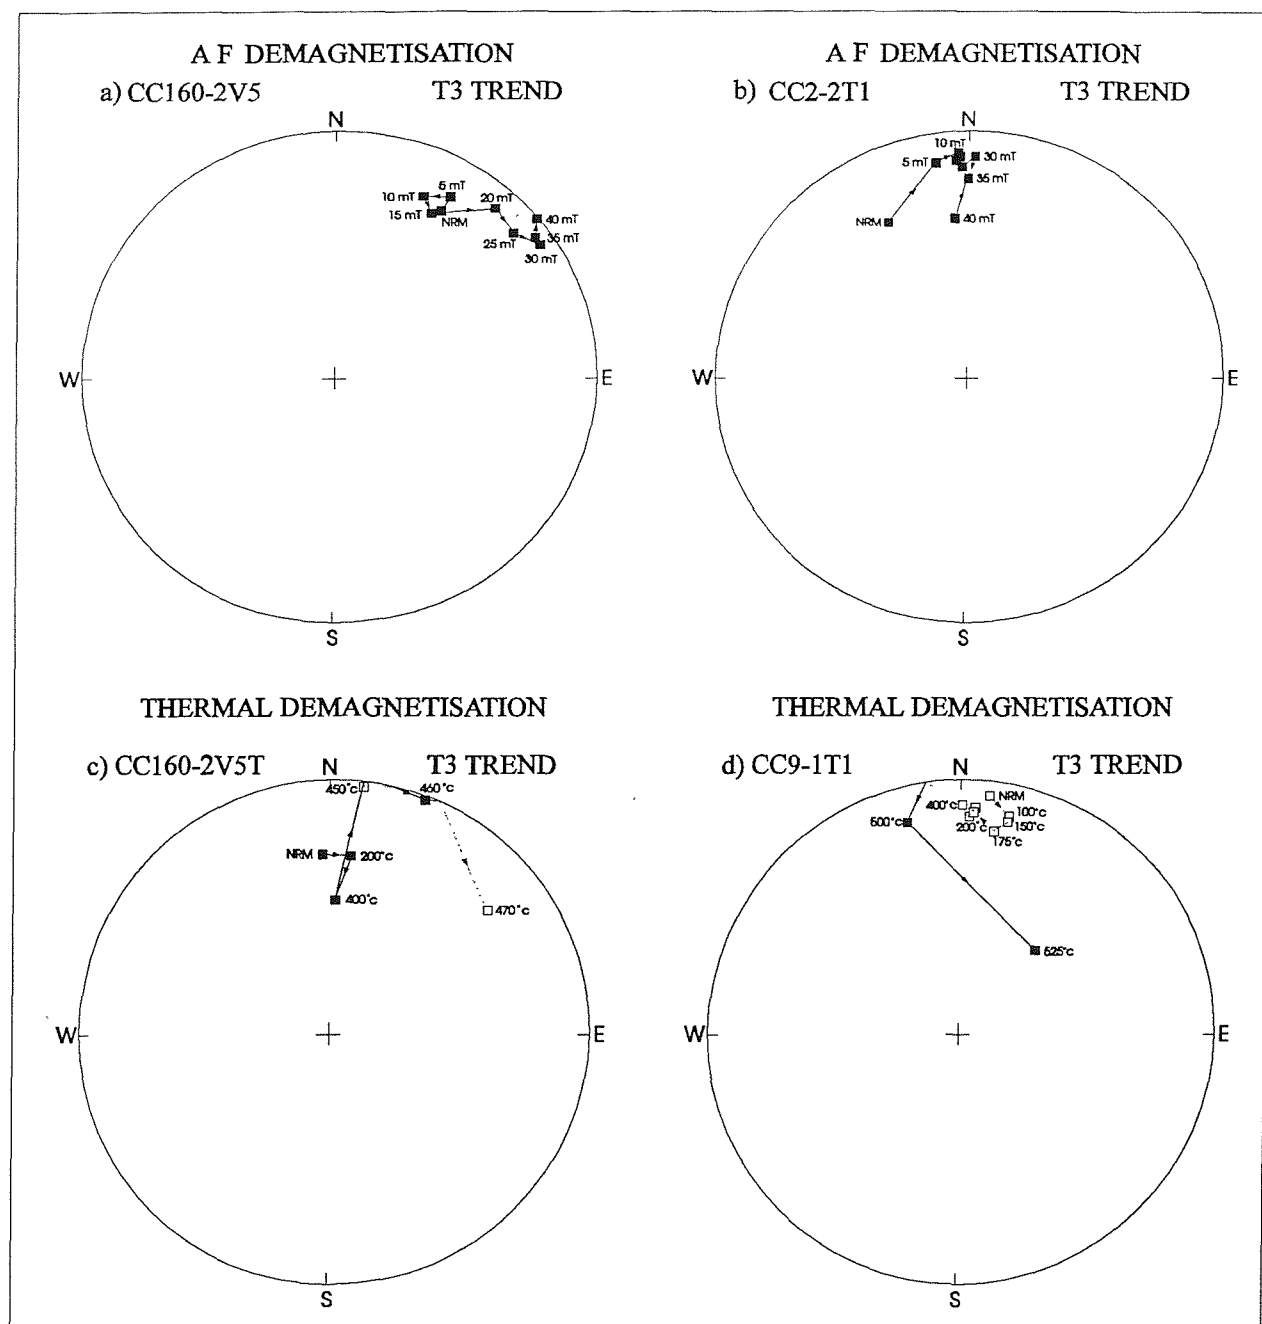 A F DEMAGNETISATION
a) CC160-2V5 T3 TREND
N
10 mT 5 mT
15 mT NRM 20 mT
25 mT 40 mT
35 mT
30 mT
W E
S
A F DEMAGNETISATION
b) CC2-2T1 T3 TREND
N
10 mT
5 mT 30 mT
35 mT
NRM 40 mT
W E
S
THERMAL DEMAGNETISATION
c) CC160-2V5T T3 TREND
N
450°c 460°c
NRM 200°c
400°c
470°c
W E
S
THERMAL DEMAGNETISATION
d) CC9-1T1 T3 TREND
N
NRM
400°c 100°c
500°c 200°c 150°c
175°c
525°c
W E
S